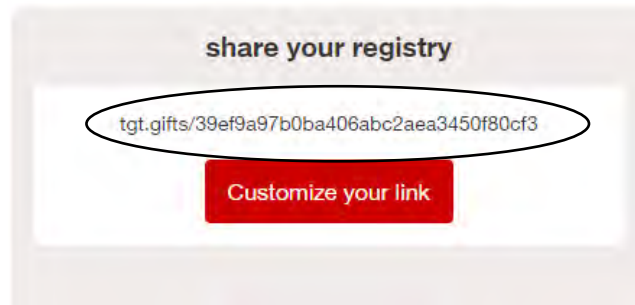 share your registry
tgt.gifts/39ef9a97b0ba406abc2aea3450f80cf3
Customize your link